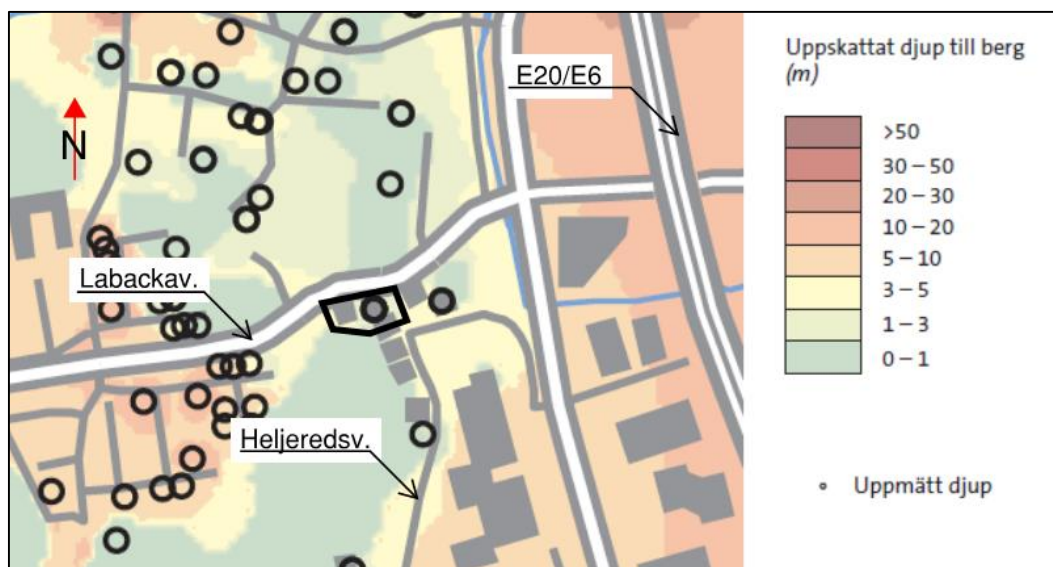 E20/E6
N
Labackav.
Heljeredsv.
Uppskattat djup till berg
(m)
>50
30 – 50
20 – 30
10 – 20
5 – 10
3 – 5
1 – 3
0 – 1
Uppmätt djup